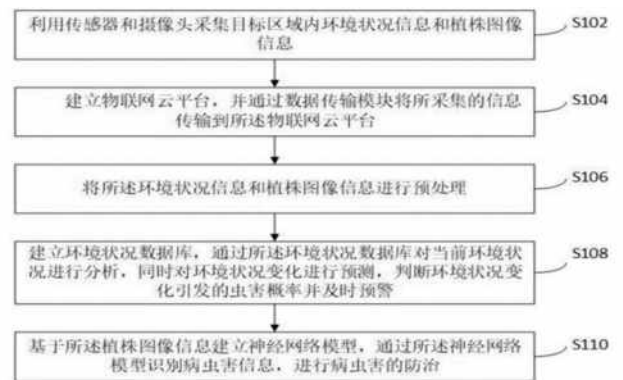 利用传感器和摄像头采集目标区域内环境状况信息和植株图像
信息
S102
建立物联网云平台，并通过数据传输模块将所采集的信息
传输到所述物联网云平台
S104
将所述环境状况信息和植株图像信息进行预处理
S106
建立环境状况数据库，通过所述环境状况数据库对当前环境状
况进行分析，同时对环境状况变化进行预测，判断环境状况变
化引发的虫害概率并及时预警
S108
基于所述植株图像信息建立神经网络模型，通过所述神经网络
模型识别病虫害信息，进行病虫害的防治
S110